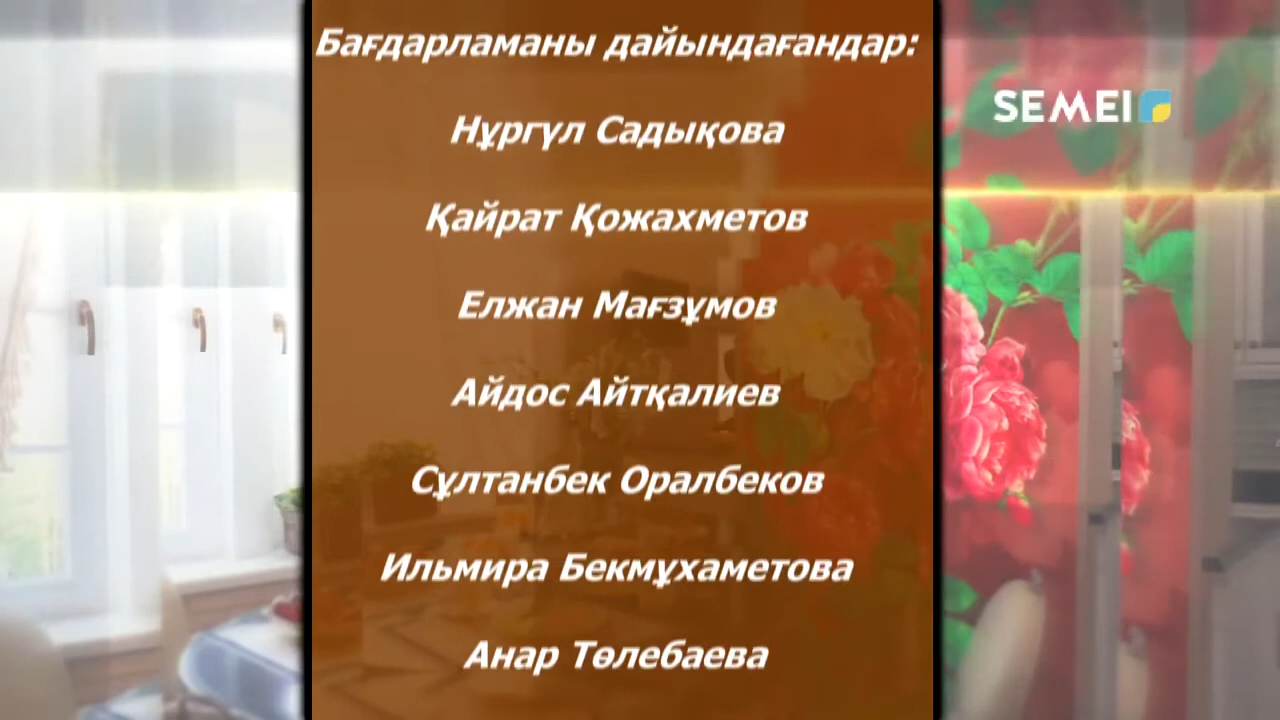 Бағдарламаны дайындағандар:
SEMEI
Нұргүл Садықова
Қайрат Қожахметов
Елжан Мағзұмов
Айдос Айтқалиев
Сұлтанбек Оралбеков
Ильмира Бекмұхаметова
Анар Төлебаева